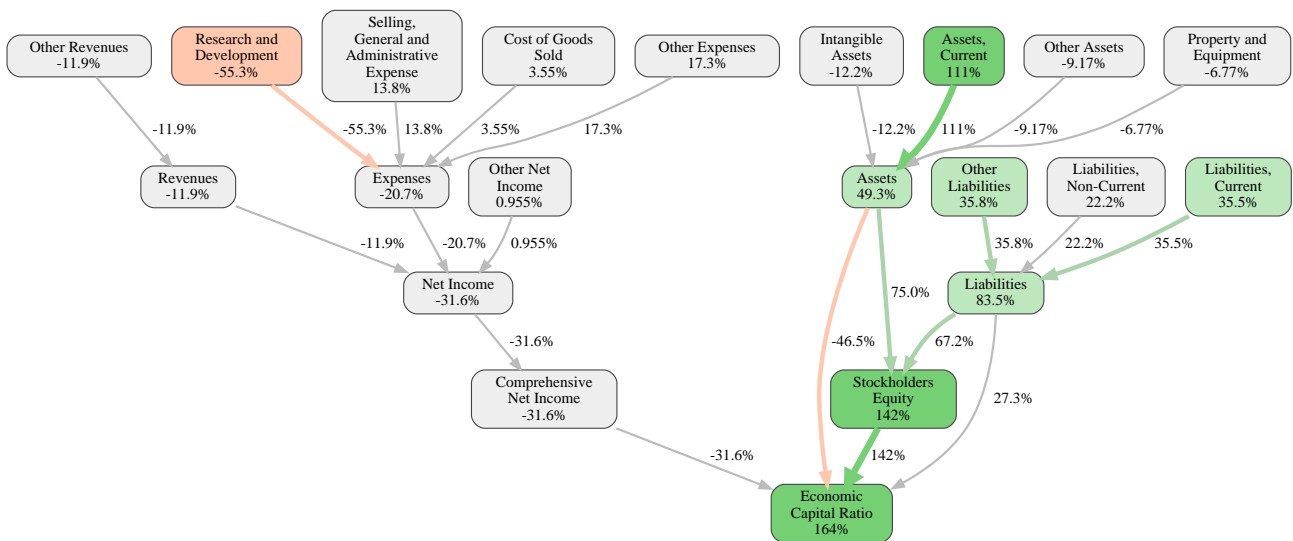 Other Revenues
-11.9%
Research and
Development
-55.3%
Selling,
General and
Administrative
Expense
13.8%
Cost of Goods
Sold
3.55%
Other Expenses
17.3%
Intangible
Assets
-12.2%
Assets,
Current
111%
Other Assets
-9.17%
Property and
Equipment
-6.77%
-11.9%
-55.3%
13.8%
3.55%
17.3%
-12.2%
111%
-9.17%
-6.77%
Revenues
-11.9%
Expenses
-20.7%
Other Net
Income
0.955%
Assets
49.3%
Other
Liabilities
35.8%
Liabilities,
Non-Current
22.2%
Liabilities,
Current
35.5%
-11.9%
-20.7%
0.955%
35.8%
22.2%
35.5%
Net Income
-31.6%
75.0%
Liabilities
83.5%
-31.6%
-46.5%
67.2%
Comprehensive
Net Income
-31.6%
Stockholders
Equity
142%
27.3%
-31.6%
142%
Economic
Capital Ratio
164%